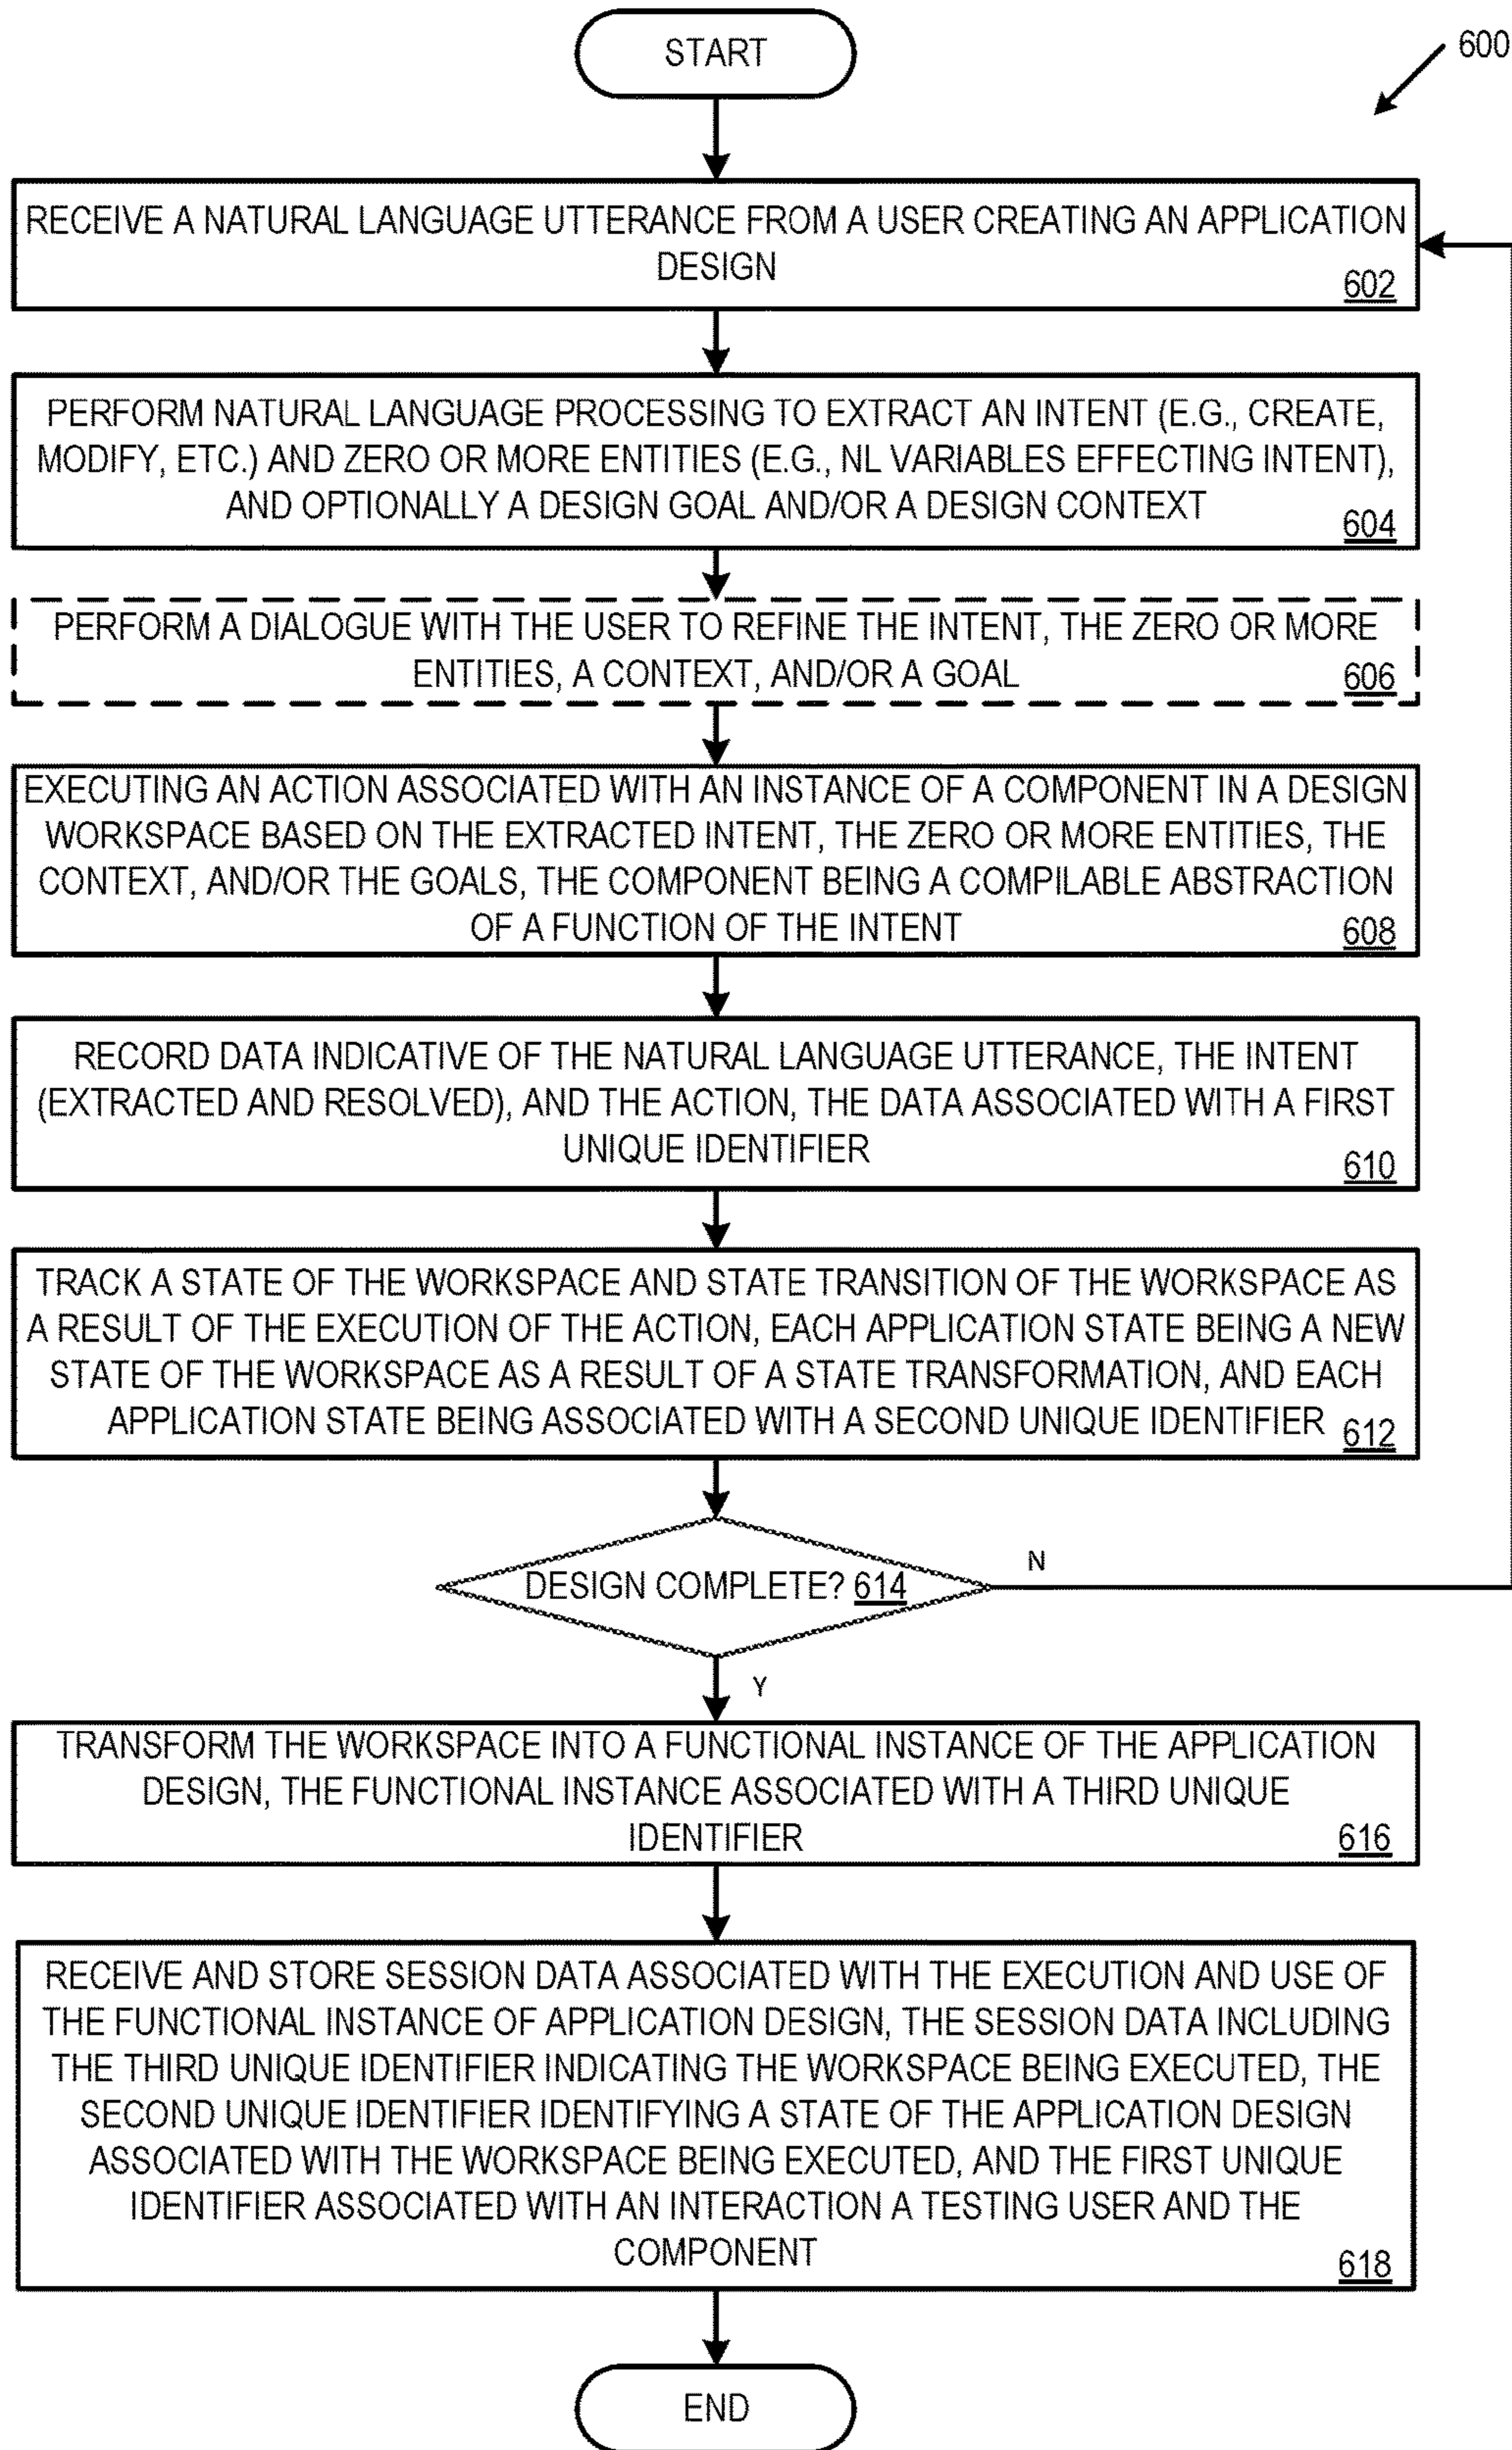 START
600
RECEIVE A NATURAL LANGUAGE UTTERANCE FROM A USER CREATING AN APPLICATION
DESIGN
602
PERFORM NATURAL LANGUAGE PROCESSING TO EXTRACT AN INTENT (E.G., CREATE,
MODIFY, ETC.) AND ZERO OR MORE ENTITIES (E.G., NL VARIABLES EFFECTING INTENT),
AND OPTIONALLY A DESIGN GOAL AND/OR A DESIGN CONTEXT
604
PERFORM A DIALOGUE WITH THE USER TO REFINE THE INTENT, THE ZERO OR MORE
ENTITIES, A CONTEXT, AND/OR A GOAL
606
EXECUTING AN ACTION ASSOCIATED WITH AN INSTANCE OF A COMPONENT IN A DESIGN
WORKSPACE BASED ON THE EXTRACTED INTENT, THE ZERO OR MORE ENTITIES, THE
CONTEXT, AND/OR THE GOALS, THE COMPONENT BEING A COMPILABLE ABSTRACTION
OF A FUNCTION OF THE INTENT
608
RECORD DATA INDICATIVE OF THE NATURAL LANGUAGE UTTERANCE, THE INTENT
(EXTRACTED AND RESOLVED), AND THE ACTION, THE DATA ASSOCIATED WITH A FIRST
UNIQUE IDENTIFIER
610
TRACK A STATE OF THE WORKSPACE AND STATE TRANSITION OF THE WORKSPACE AS
A RESULT OF THE EXECUTION OF THE ACTION, EACH APPLICATION STATE BEING A NEW
STATE OF THE WORKSPACE AS A RESULT OF A STATE TRANSFORMATION, AND EACH
APPLICATION STATE BEING ASSOCIATED WITH A SECOND UNIQUE IDENTIFIER 612
DESIGN COMPLETE? 614
N
Y
TRANSFORM THE WORKSPACE INTO A FUNCTIONAL INSTANCE OF THE APPLICATION
DESIGN, THE FUNCTIONAL INSTANCE ASSOCIATED WITH A THIRD UNIQUE
IDENTIFIER
616
RECEIVE AND STORE SESSION DATA ASSOCIATED WITH THE EXECUTION AND USE OF
THE FUNCTIONAL INSTANCE OF APPLICATION DESIGN, THE SESSION DATA INCLUDING
THE THIRD UNIQUE IDENTIFIER INDICATING THE WORKSPACE BEING EXECUTED, THE
SECOND UNIQUE IDENTIFIER IDENTIFYING A STATE OF THE APPLICATION DESIGN
ASSOCIATED WITH THE WORKSPACE BEING EXECUTED, AND THE FIRST UNIQUE
IDENTIFIER ASSOCIATED WITH AN INTERACTION A TESTING USER AND THE
COMPONENT
618
END